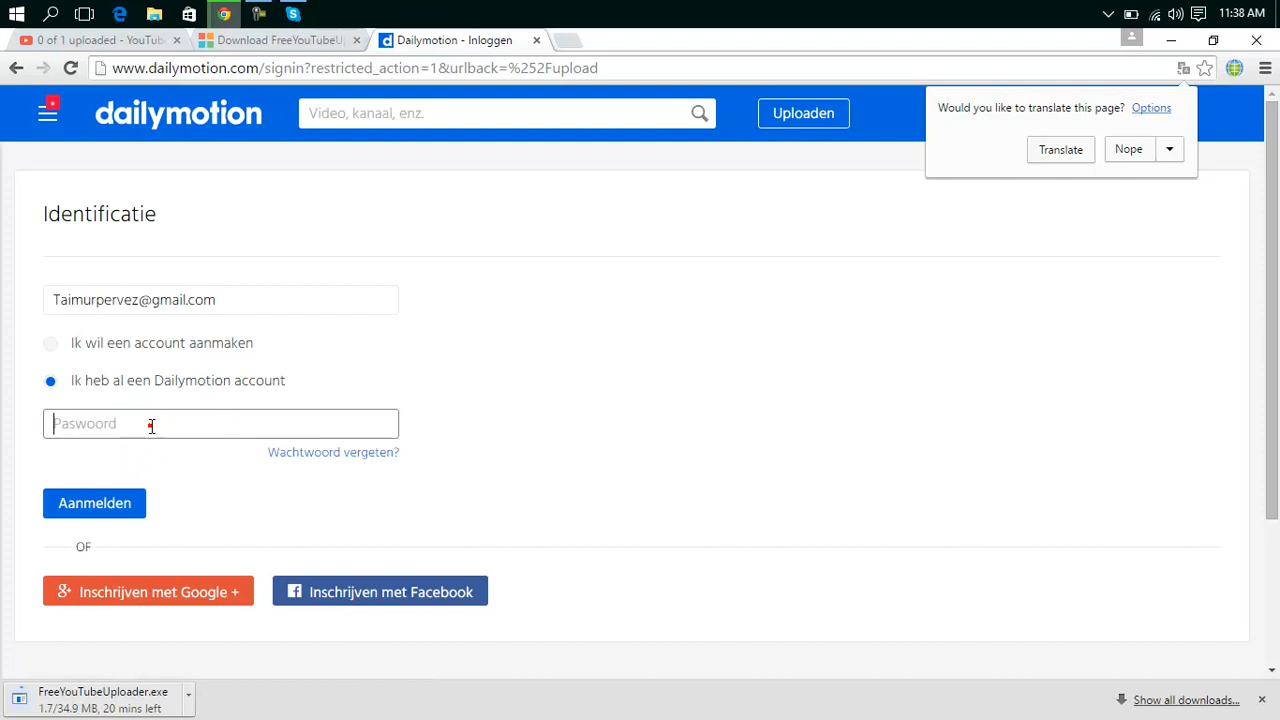 11:38 AM
0 of 1 uploaded - YouTub
Download FreeYouTubeU
Dailymotion - Inloggen
www.dailymotion.com/signin?restricted_action=1&urlback=%252Fupload
Would you like to translate this page? Options
Translate
Nope
dailymotion
Video, kanaal, enz.
Uploaden
Identificatie
Taimurpervez@gmail.com
Ik wil een account aanmaken
Ik heb al een Dailymotion account
Paswoord
Wachtwoord vergeten?
Aanmelden
OF
Inschrijven met Google +
Inschrijven met Facebook
FreeYouTubeUploader.exe
1.7/34.9 MB, 20 mins left
Show all downloads...